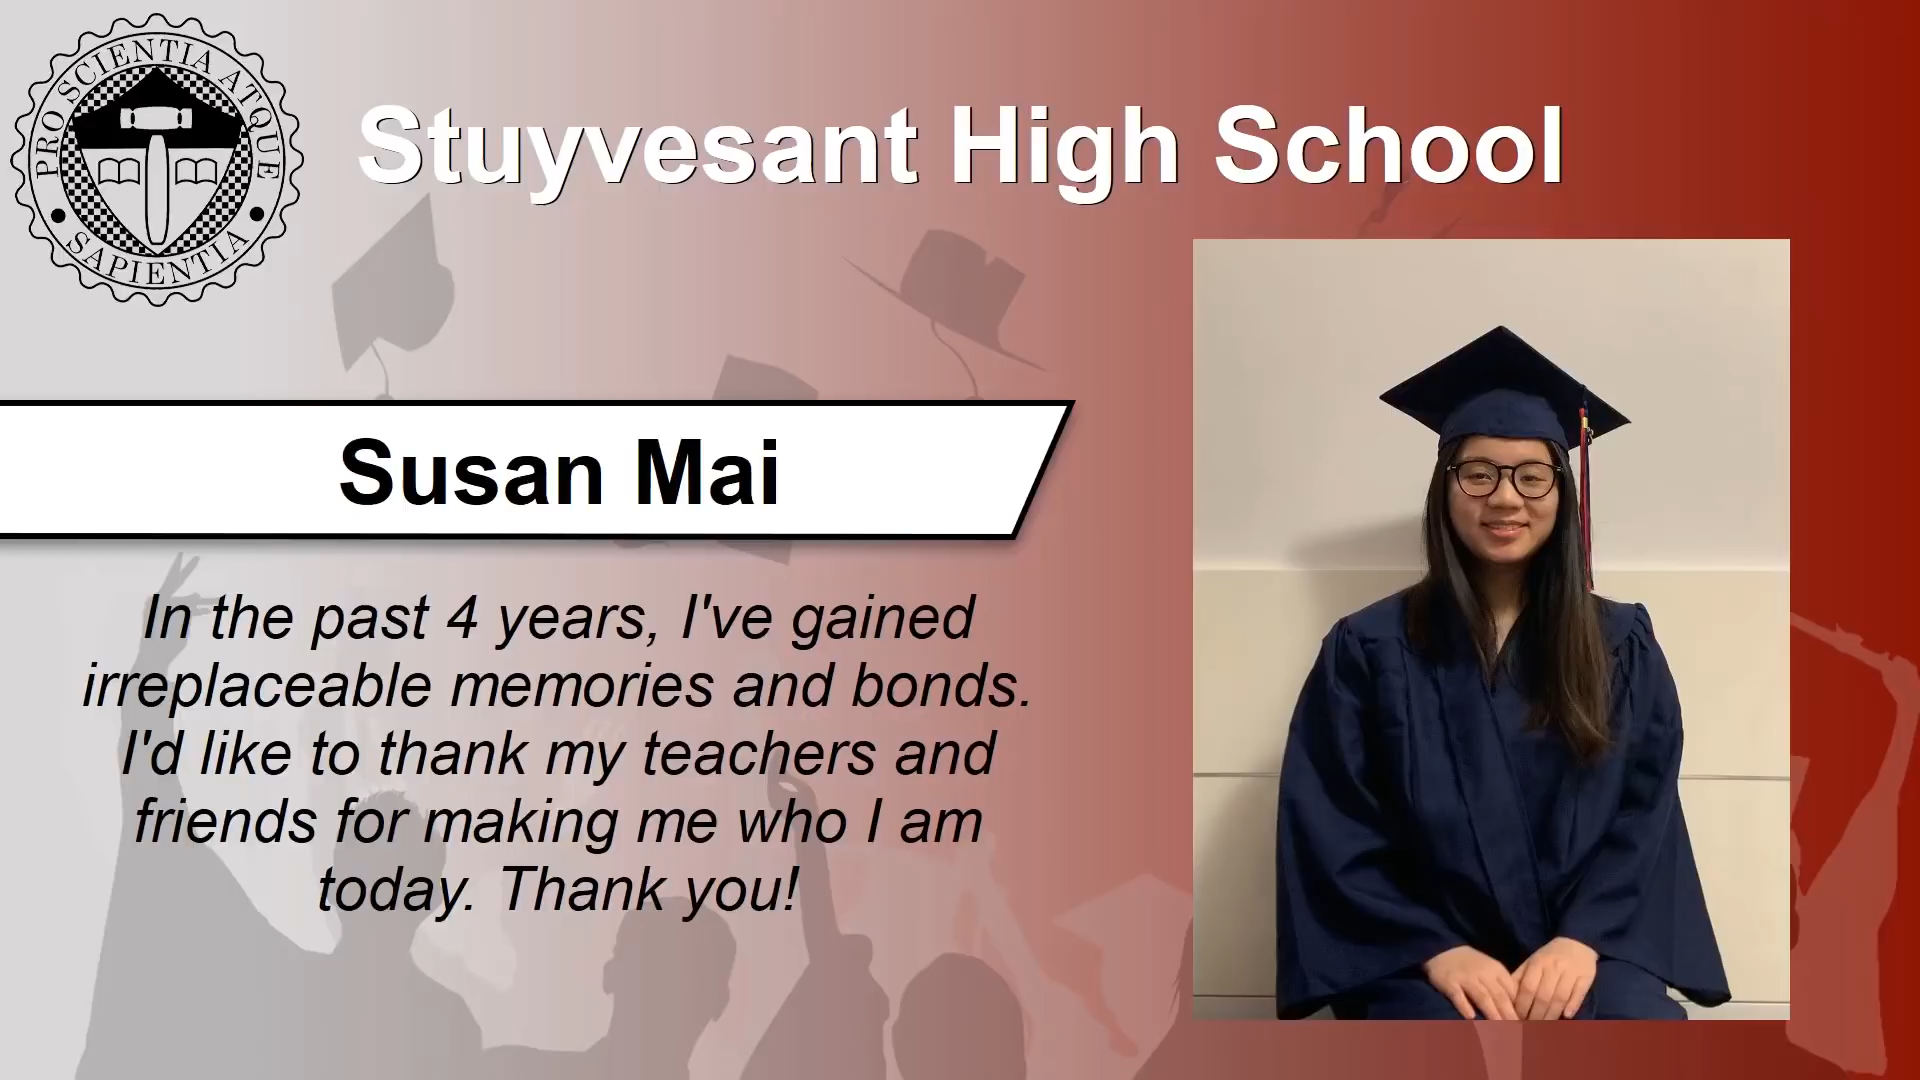 PRO SCIENTIA ATQUE
SAPIENTIA
Stuyvesant High School
Susan Mai
In the past 4 years, I've gained
irreplaceable memories and bonds.
I'd like to thank my teachers and
friends for making me who I am
today. Thank you!